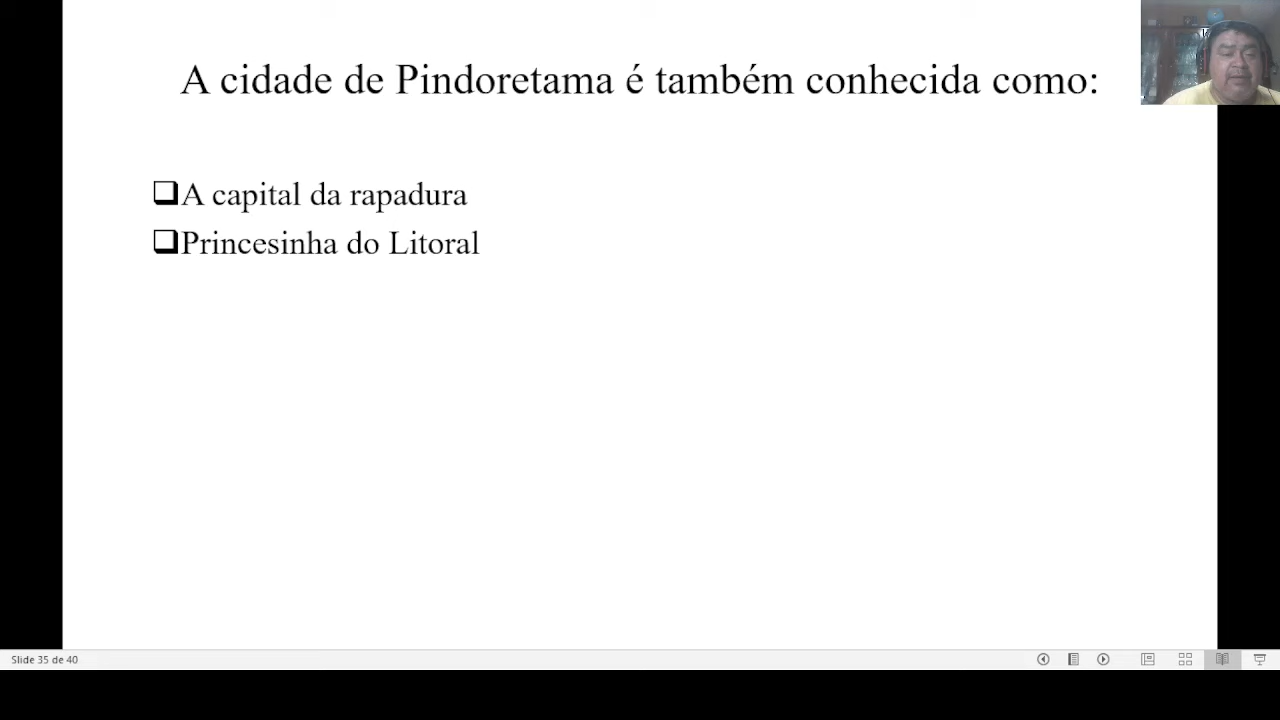 A cidade de Pindoretama é também conhecida como:
❑A capital da rapadura
❑Princesinha do Litoral
Slide 35 de 40